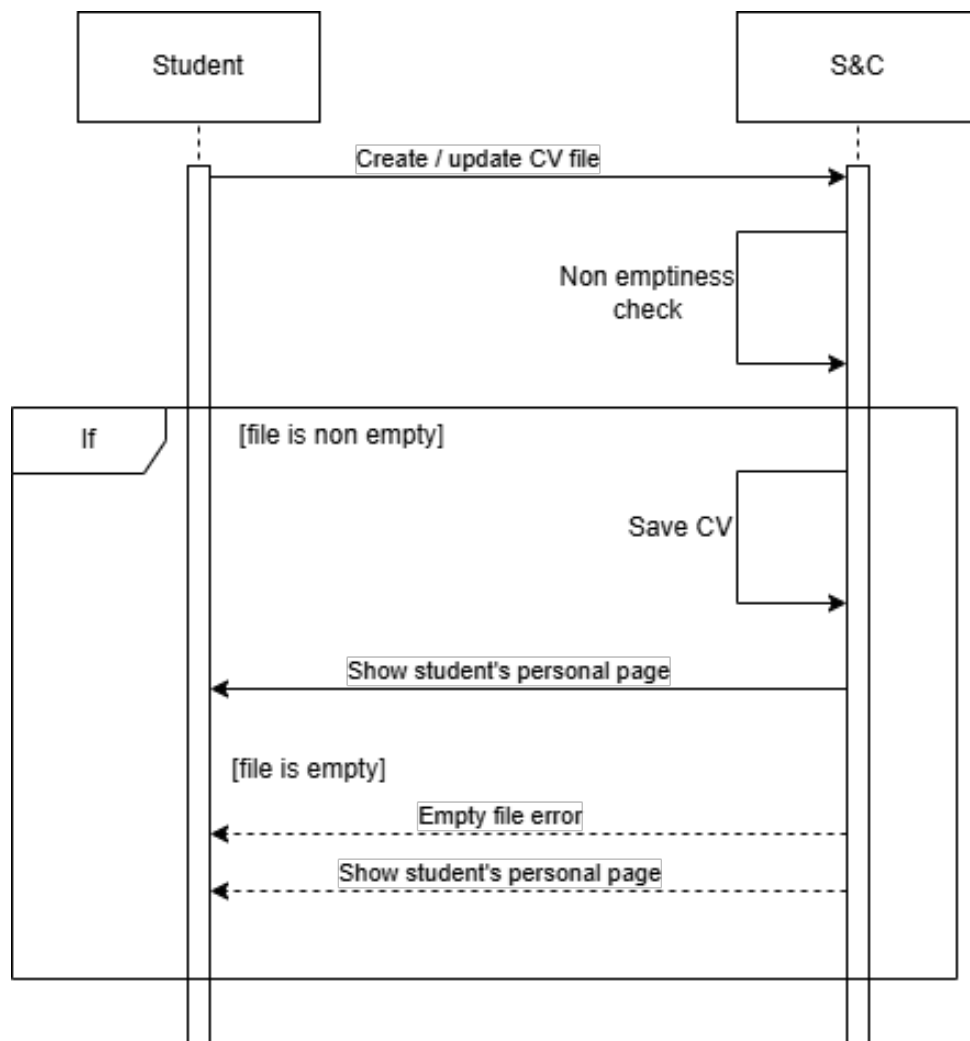 Student
S&C
Create / update CV file
Non emptiness
check
If
[file is non empty]
Save CV
Show student's personal page
[file is empty]
Empty file error
Show student's personal page